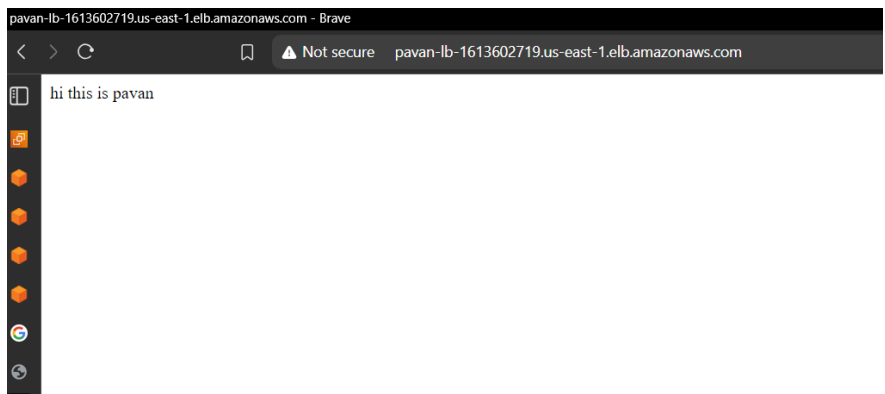 pavan-lb-1613602719.us-east-1.elb.amazonaws.com - Brave
Not secure pavan-lb-1613602719.us-east-1.elb.amazonaws.com
hi this is pavan